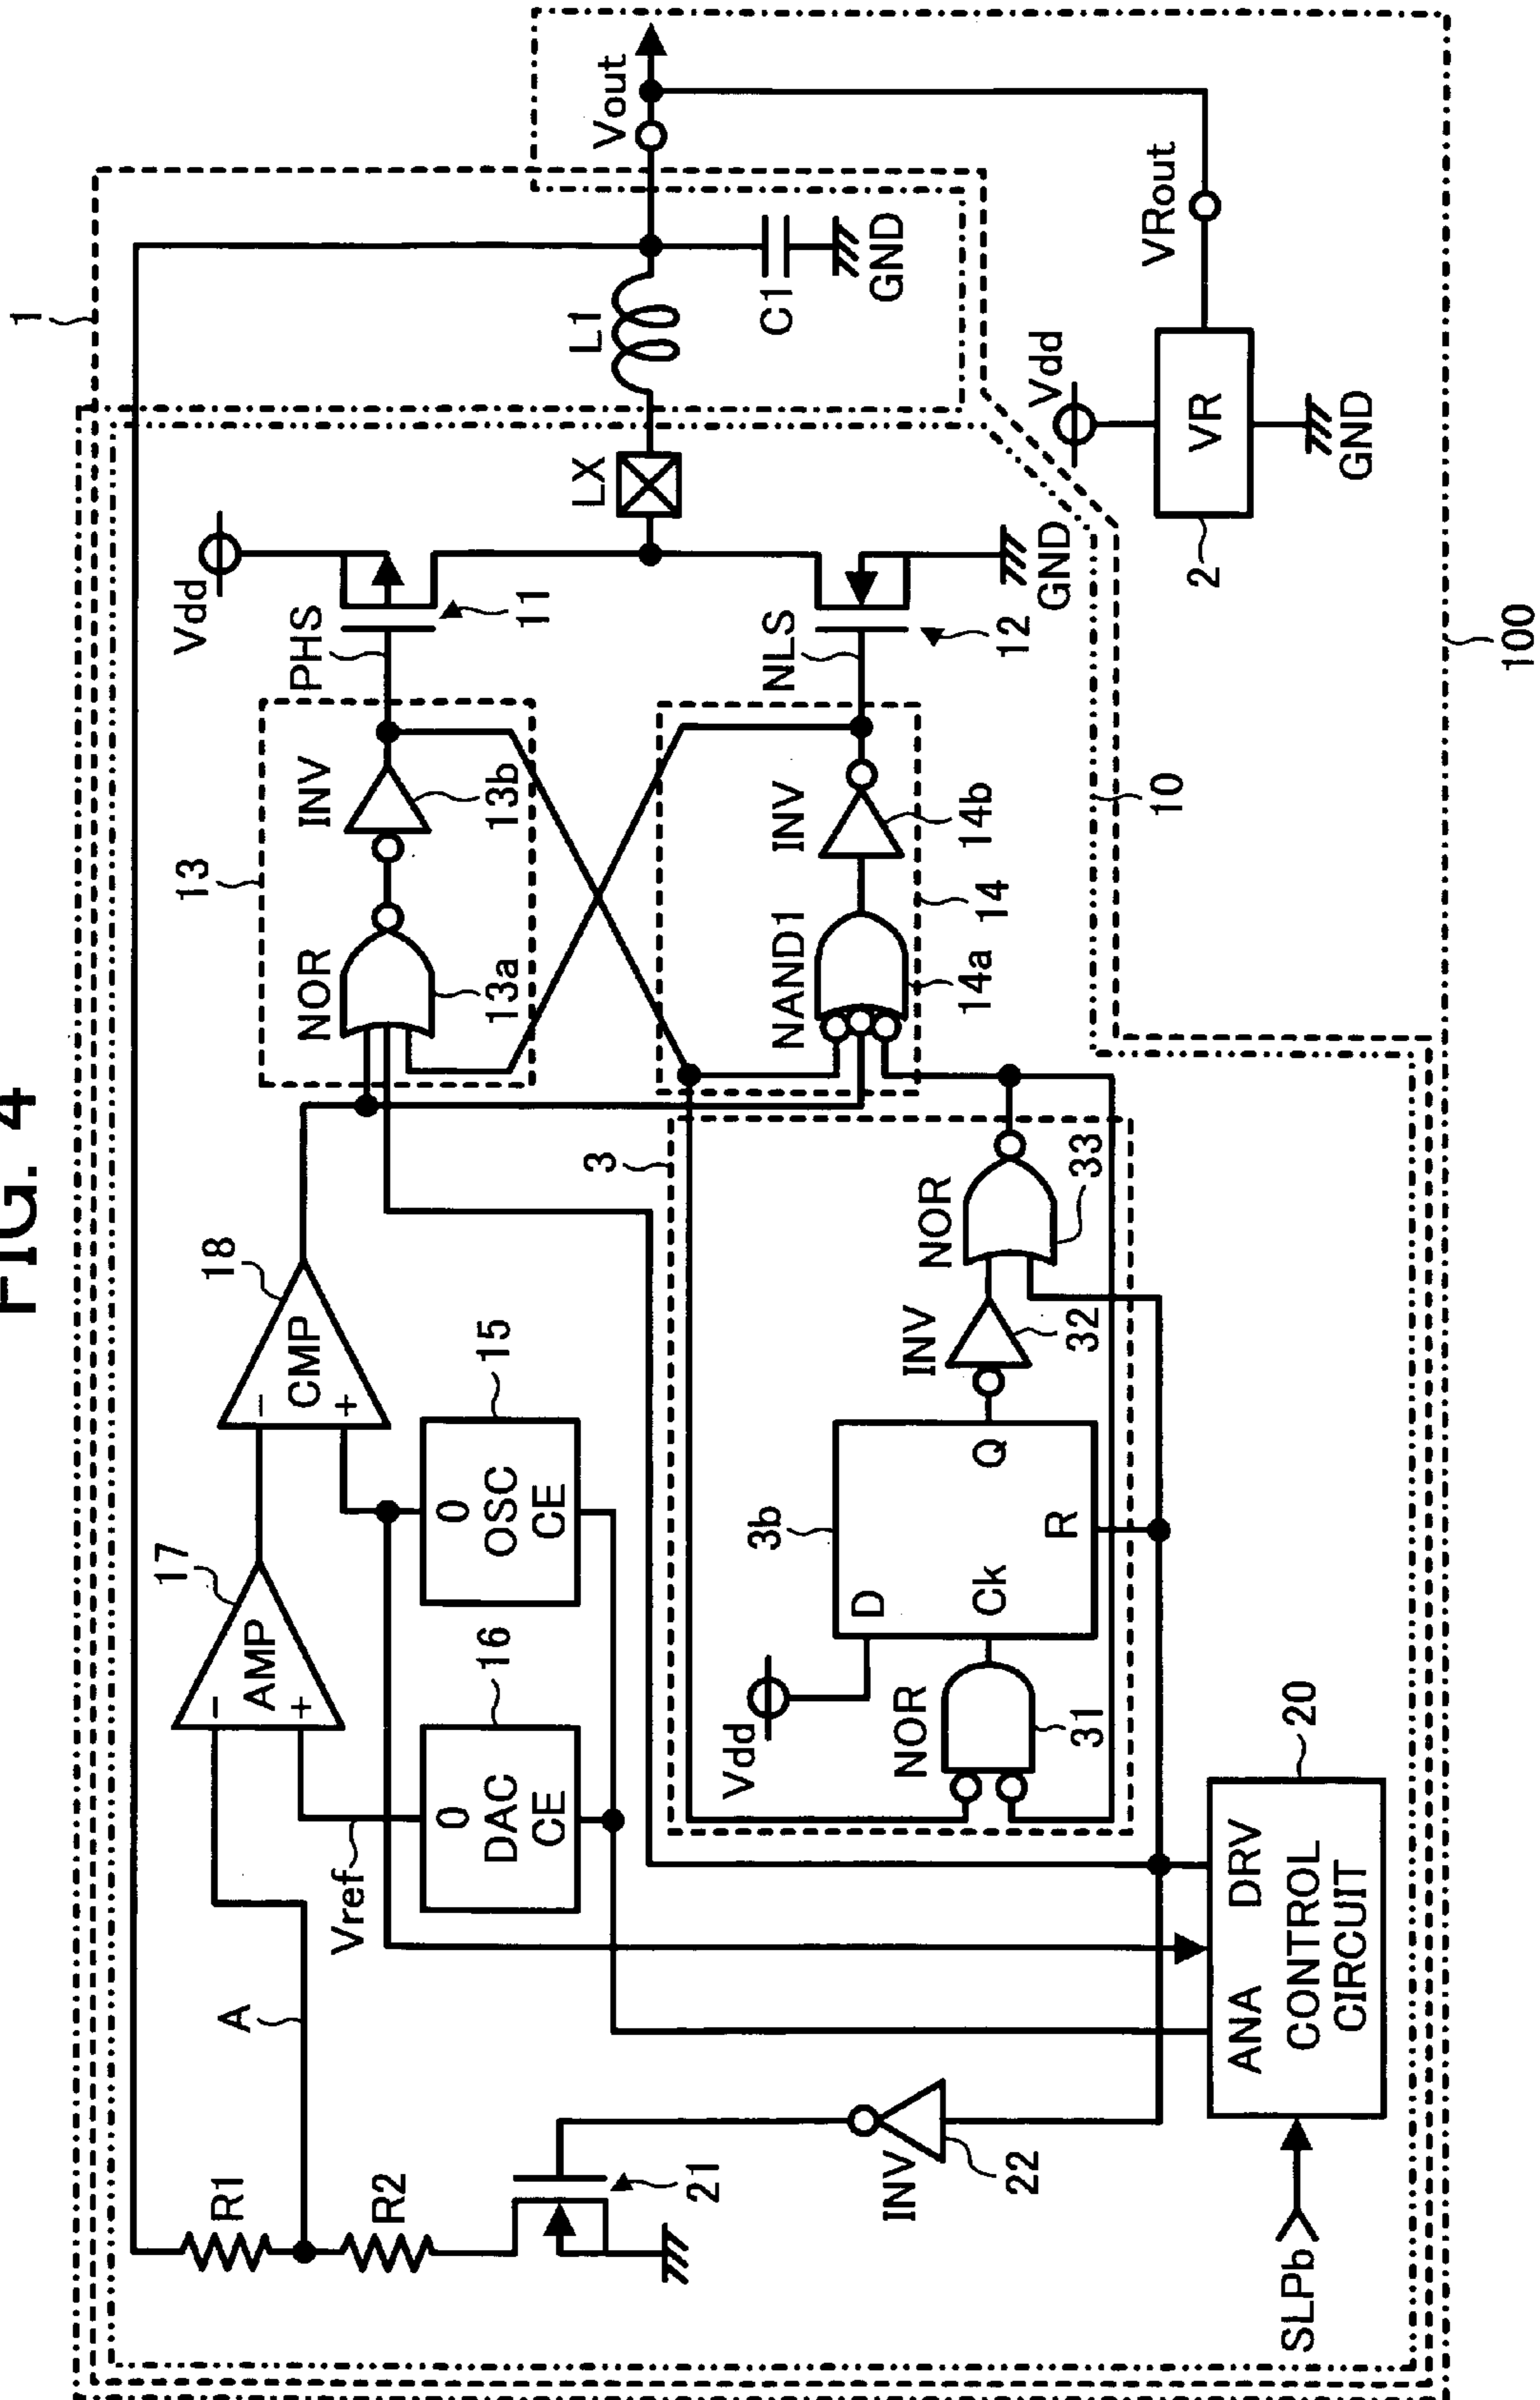 FIG. 4
1
Vdd
PHS
11
LX
L1
C1
GND
Vout
VRout
Vdd
VR
GND
2
100
10
13
NOR
13a
INV
13b
NLS
12
GND
NAND1
14a
INV
14b
14
18
CMP
−
+
17
AMP
−
+
15
O
OSC
CE
16
O
DAC
CE
Vref
A
R1
R2
21
INV
22
3
3b
D
Ck
Q
R
Vdd
NOR
31
INV
32
NOR
33
20
ANA DRV
CONTROL
CIRCUIT
SLPb